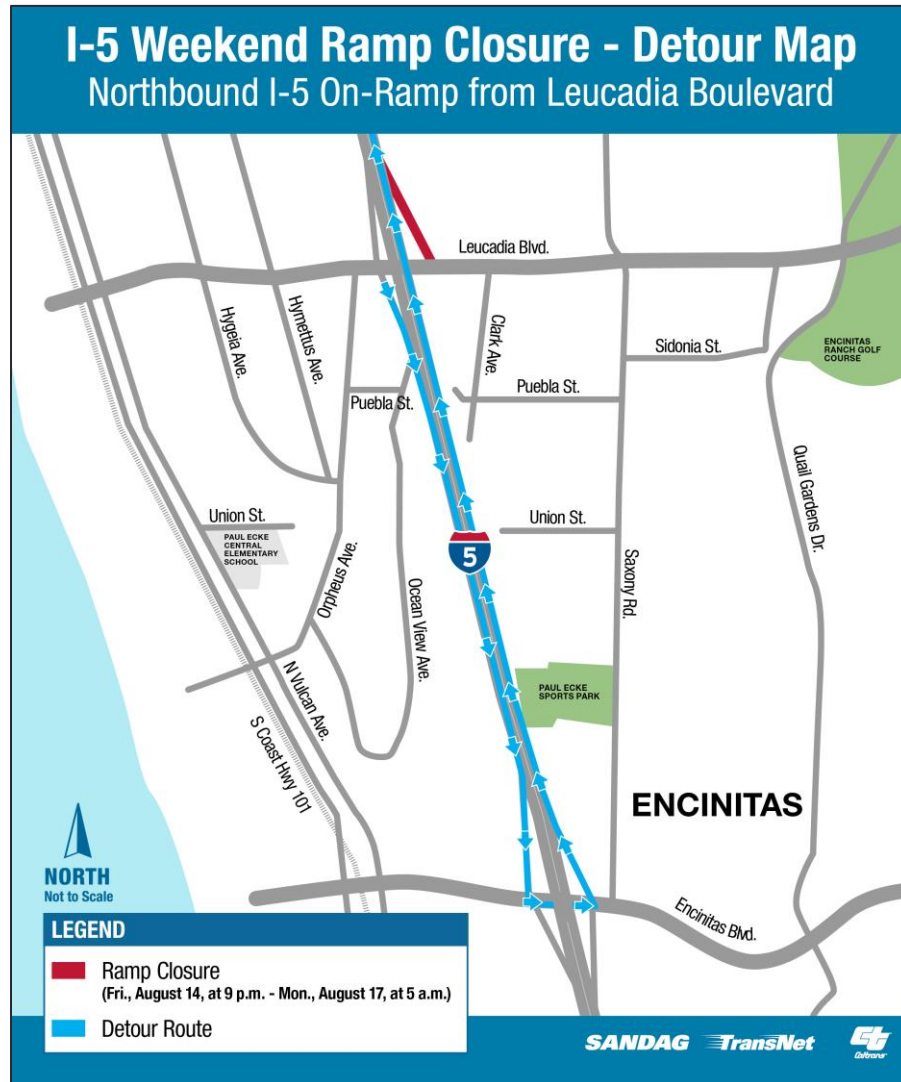 I-5 Weekend Ramp Closure - Detour Map
Northbound I-5 On-Ramp from Leucadia Boulevard
Leucadia Blvd.
Hygeia Ave.
Hymettus Ave.
Clark Ave.
Sidonia St.
ENCINITAS
RANCH GOLF
COURSE
Puebla St.
Puebla St.
Quail Gardens Dr.
Union St.
PAUL ECKE
CENTRAL
ELEMENTARY
SCHOOL
Union St.
5
Orpheus Ave.
Ocean View Ave.
Saxony Rd.
N Vulcan Ave.
S Coast Hwy 101
PAUL ECKE
SPORTS PARK
ENCINITAS
NORTH
Not to Scale
Encinitas Blvd.
LEGEND
Ramp Closure
(Fri., August 14, at 9 p.m. - Mon., August 17, at 5 a.m.)
Detour Route
SANDAG TransNet Caltrans